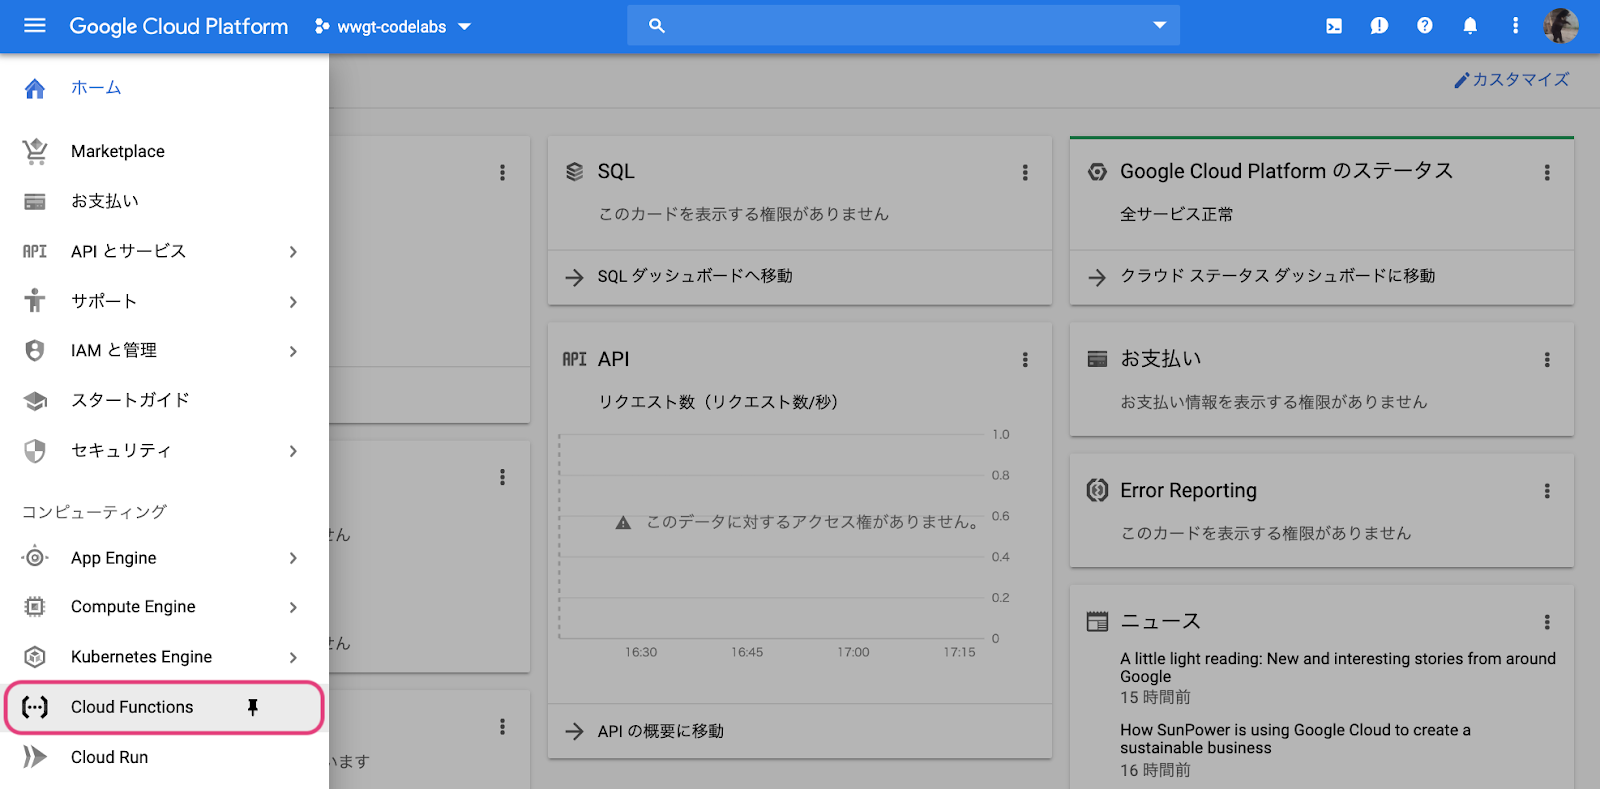 Google Cloud Platform
wwgt-codelabs
カスタマイズ
ホーム
Marketplace
お支払い
API API とサービス
サポート
IAM と管理
スタートガイド
セキュリティ
コンピューティング
App Engine
Compute Engine
Kubernetes Engine
Cloud Functions
Cloud Run
せん
せん
います
SQL
このカードを表示する権限がありません
SQL ダッシュボードへ移動
API API
リクエスト数（リクエスト数/秒）
1.0
0.8
このデータに対するアクセス権がありません。
0.6
0.4
0.2
0
16:30 16:45 17:00 17:15
API の概要に移動
Google Cloud Platform のステータス
全サービス正常
クラウド ステータス ダッシュボードに移動
お支払い
お支払い情報を表示する権限がありません
Error Reporting
このカードを表示する権限がありません
ニュース
A little light reading: New and interesting stories from around
Google
15 時間前
How SunPower is using Google Cloud to create a
sustainable business
16 時間前